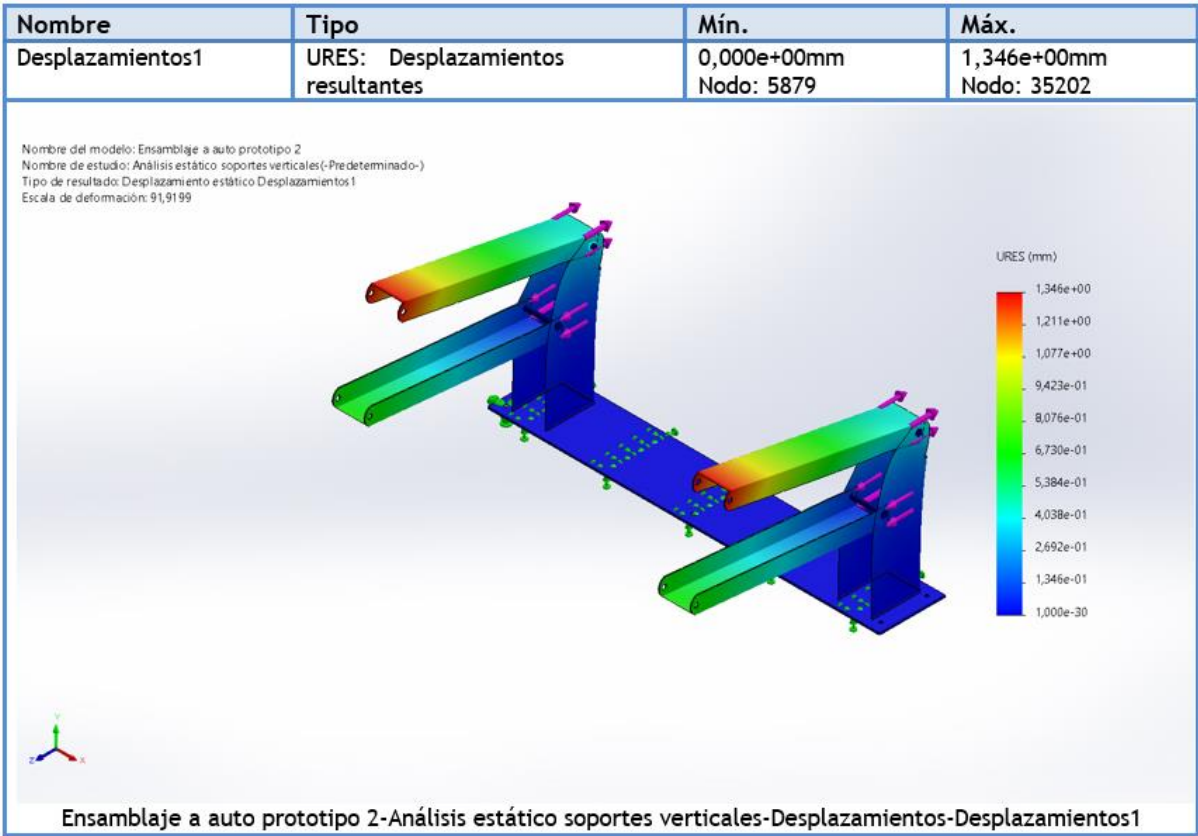 Nombre Tipo Mín. Máx.
Desplazamientos1 URES: Desplazamientos resultantes 0,000e+00mm Nodo: 5879 1,346e+00mm Nodo: 35202
Nombre del modelo: Ensamblaje a auto prototipo 2
Nombre de estudio: Análisis estático soportes verticales(-Predeterminado-)
Tipo de resultado: Desplazamiento estático Desplazamientos1
Escala de deformación: 91,9199
URES (mm)
1,346e+00
1,211e+00
1,077e+00
9,423e-01
8,076e-01
6,730e-01
5,384e-01
4,038e-01
2,692e-01
1,346e-01
1,000e-30
Y
Z
X
Ensamblaje a auto prototipo 2-Análisis estático soportes verticales-Desplazamientos-Desplazamientos1